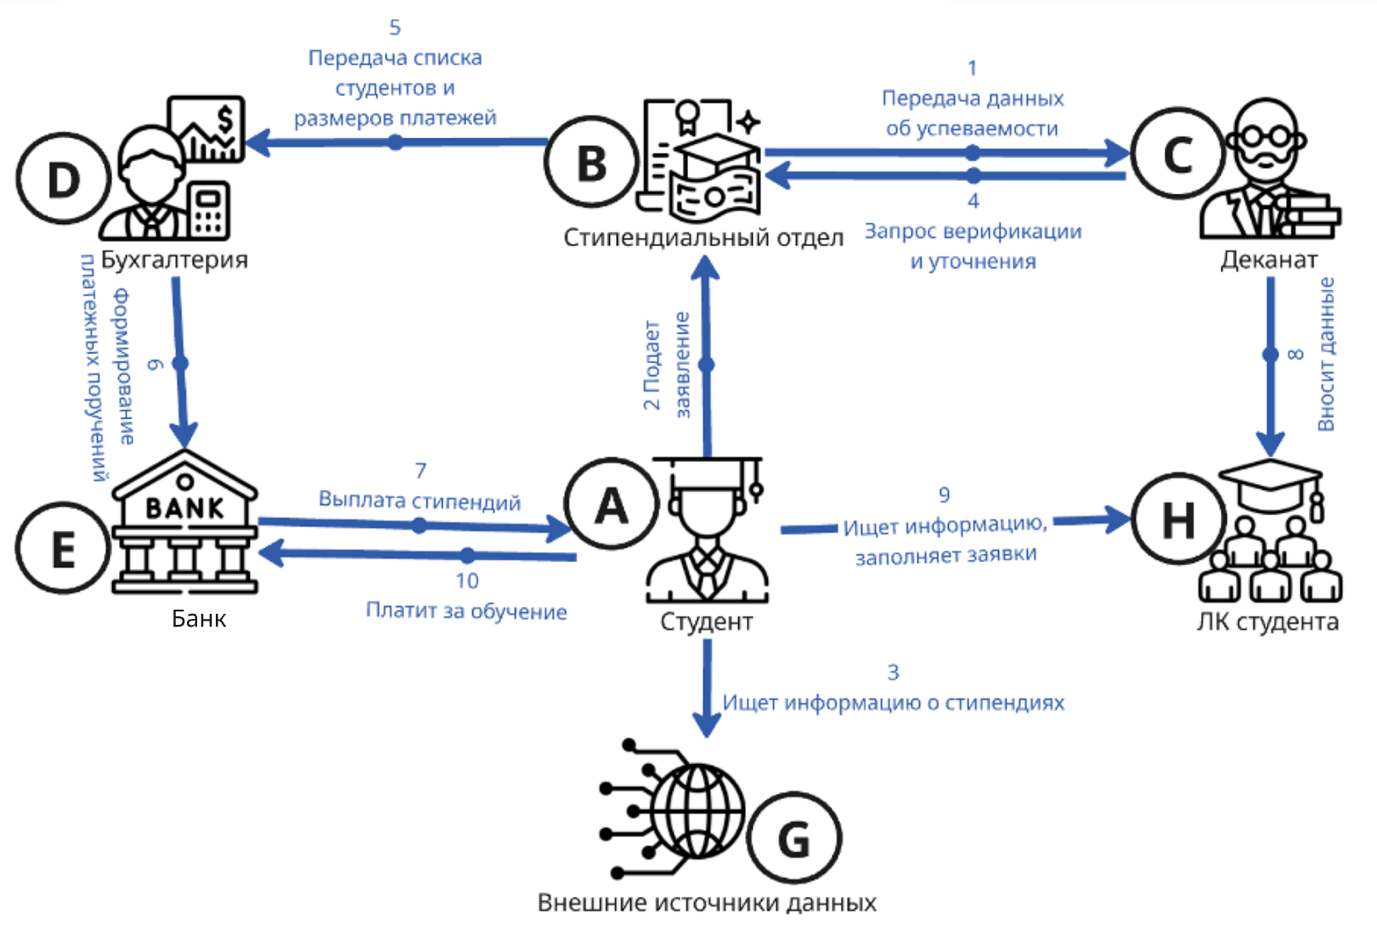 5
Передача списка
студентов и
размеров платежей
1
Передача данных
об успеваемости
D
B
C
4
Запрос верификации
и уточнения
Стипендиальный отдел
Бухгалтерия
Деканат
6
Формирование
платежных поручений
2 Подает
заявление
8
Вносит данные
BANK
E
Банк
7
Выплата стипендий
10
Платит за обучение
A
Студент
9
Ищет информацию,
заполняет заявки
H
ЛК студента
3
Ищет информацию о стипендиях
G
Внешние источники данных
$